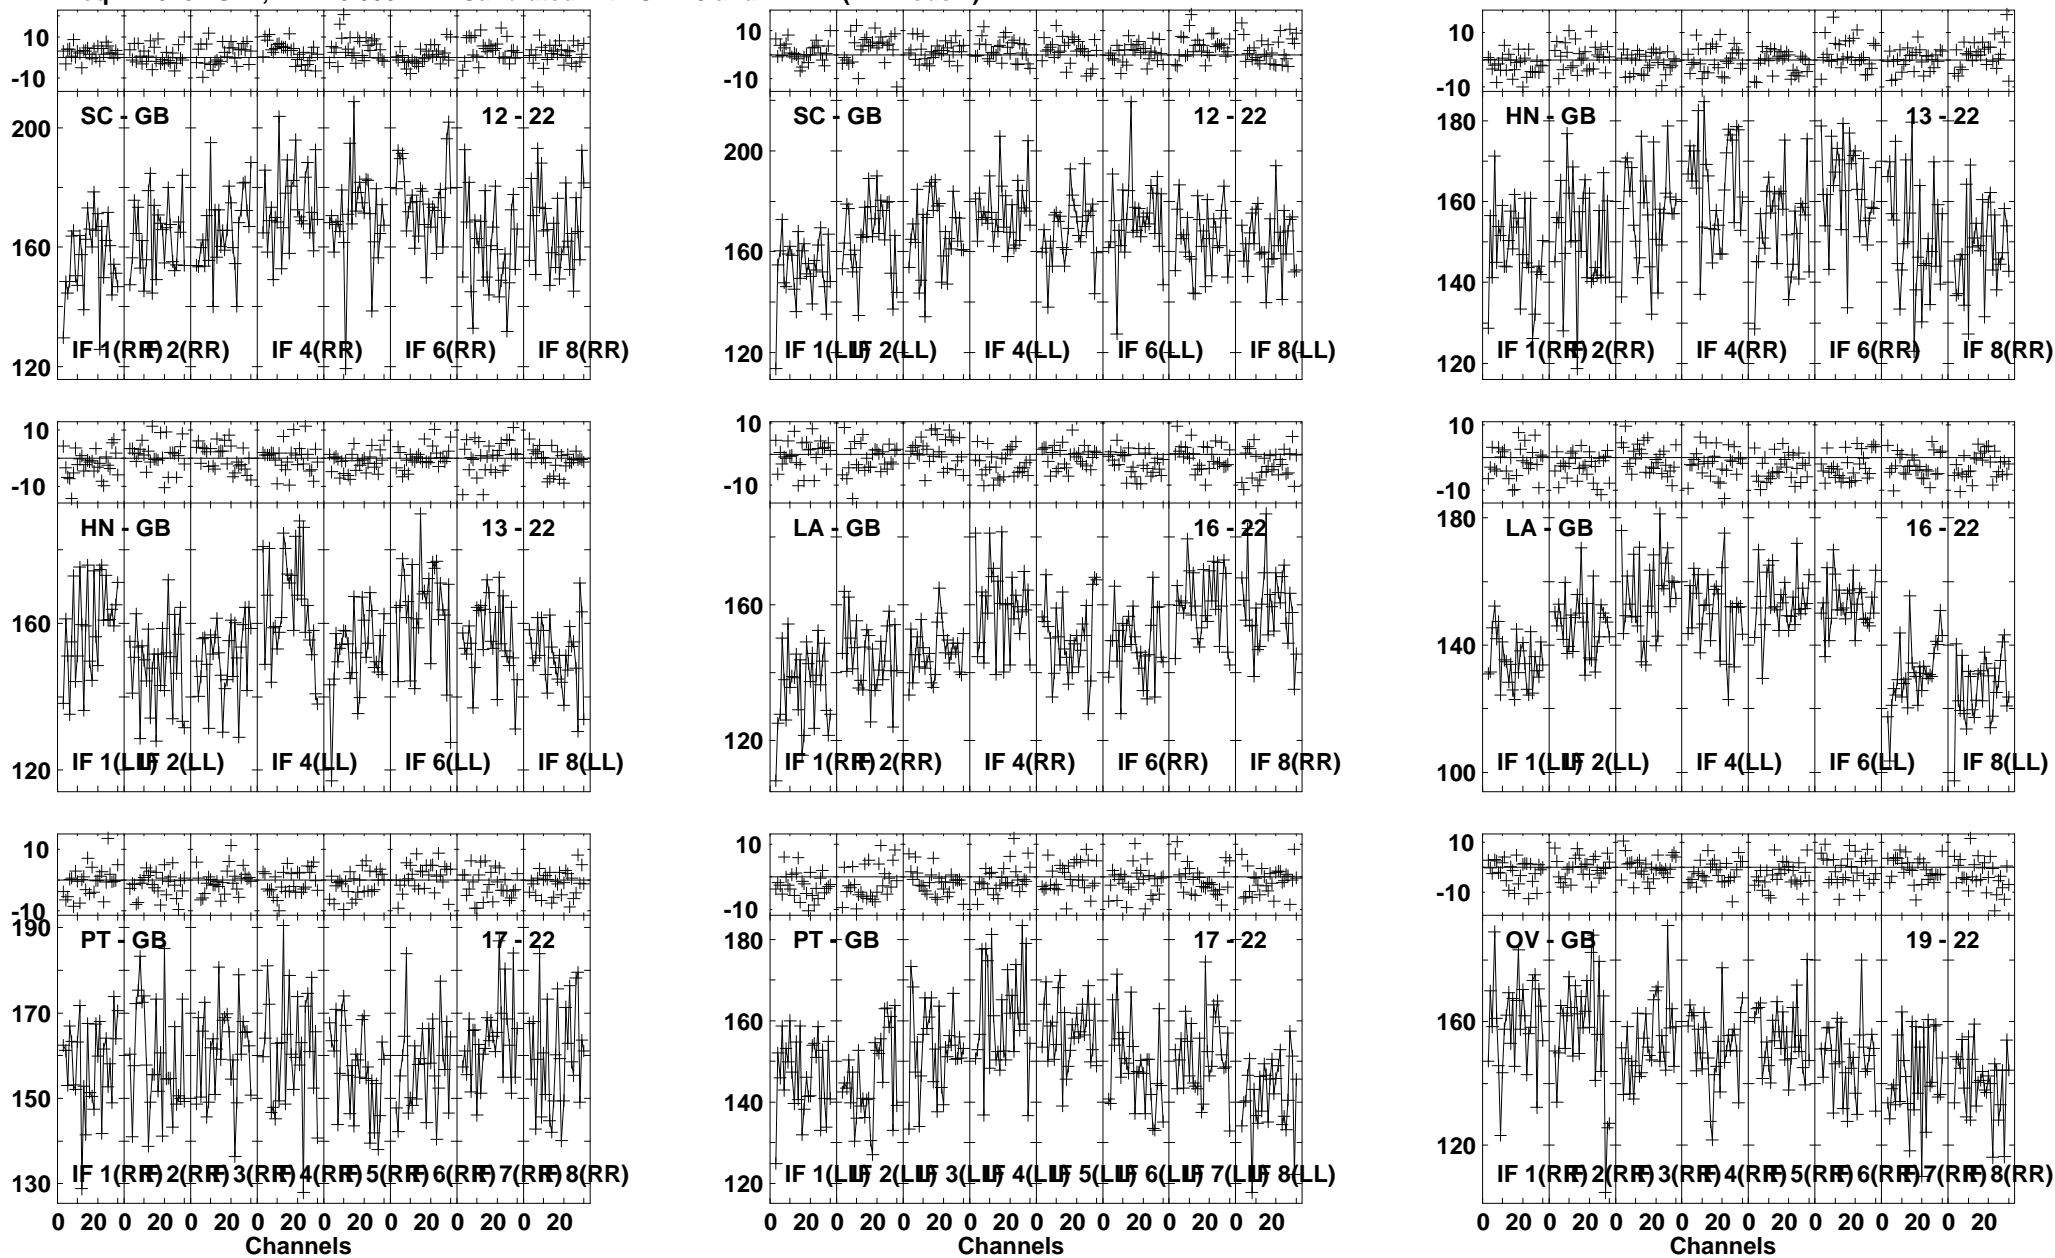 10
-10
SC - GB 12 - 22
200
160
120
IF 1(RR) IF 2(RR) IF 4(RR) IF 6(RR) IF 8(RR)
10
-10
SC - GB 12 - 22
200
160
120
IF 1(LL) IF 2(LL) IF 4(LL) IF 6(LL) IF 8(LL)
10
-10
HN - GB 13 - 22
180
160
140
120
IF 1(RR) IF 2(RR) IF 4(RR) IF 6(RR) IF 8(RR)
10
-10
HN - GB 13 - 22
160
120
IF 1(LL) IF 2(LL) IF 4(LL) IF 6(LL) IF 8(LL)
10
-10
LA - GB 16 - 22
160
120
IF 1(RR) IF 2(RR) IF 4(RR) IF 6(RR) IF 8(RR)
10
-10
LA - GB 16 - 22
180
140
100
IF 1(LL) IF 2(LL) IF 4(LL) IF 6(LL) IF 8(LL)
10
-10
PT - GB 17 - 22
190
170
150
130
IF 1(RR) IF 2(RR) IF 3(RR) IF 4(RR) IF 5(RR) IF 6(RR) IF 7(RR) IF 8(RR)
0 20 0 20 0 20 0 20 0 20 0 20 0 20 0 20
Channels
10
-10
PT - GB 17 - 22
180
160
140
120
IF 1(LL) IF 2(LL) IF 3(LL) IF 4(LL) IF 5(LL) IF 6(LL) IF 7(LL) IF 8(LL)
0 20 0 20 0 20 0 20 0 20 0 20 0 20 0 20
Channels
10
-10
OV - GB 19 - 22
160
120
IF 1(RR) IF 2(RR) IF 3(RR) IF 4(RR) IF 5(RR) IF 6(RR) IF 7(RR) IF 8(RR)
0 20 0 20 0 20 0 20 0 20 0 20 0 20 0 20
Channels